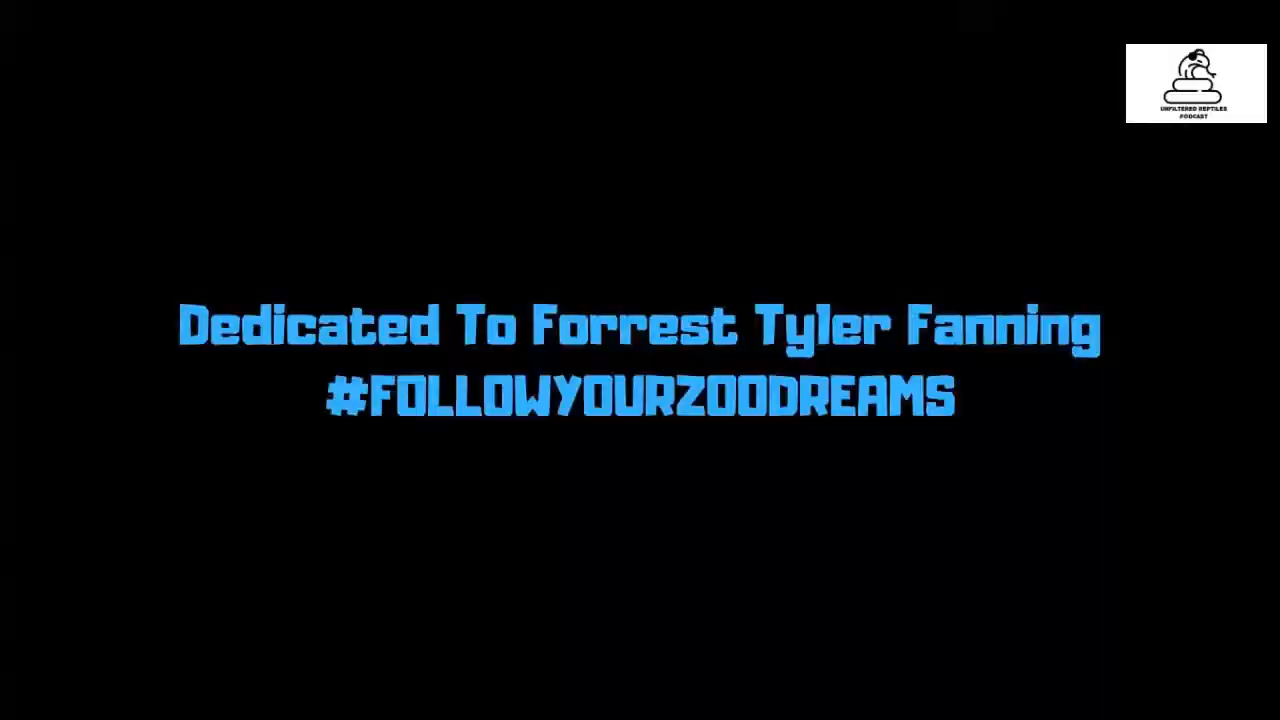 UNFILTERED REPTILES
PODCAST
Dedicated To Forrest Tyler Fanning
#FOLLOWYOURZOODREAMS